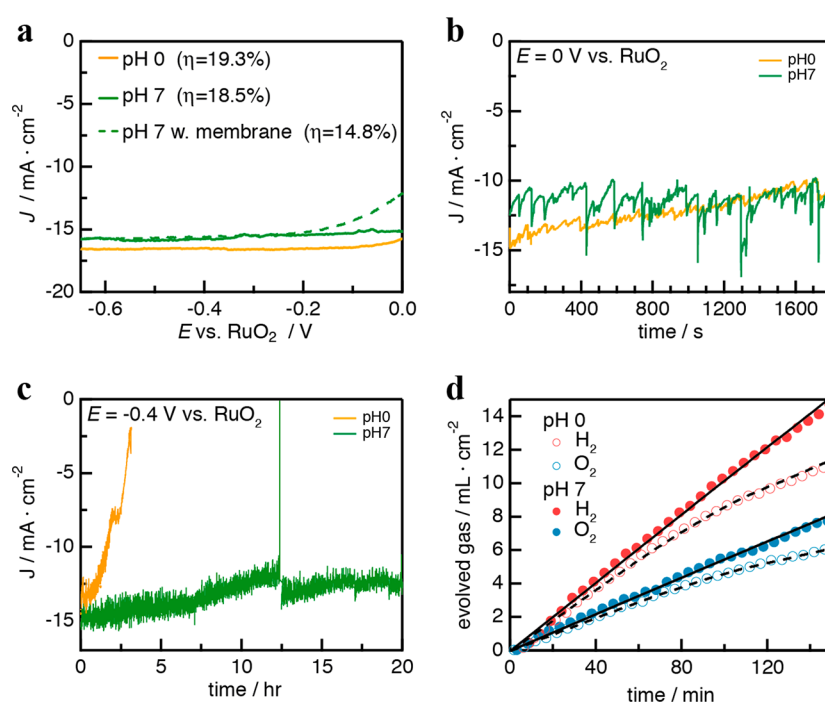 a
pH 0 (η=19.3%)
pH 7 (η=18.5%)
pH 7 w. membrane (η=14.8%)
0
-5
-10
-15
-20
J / mA · cm-2
-0.6
-0.4
-0.2
0.0
E vs. RuO2 / V
b
E = 0 V vs. RuO2
pH0
pH7
0
-5
-10
-15
J / mA · cm-2
0
400
800
1200
1600
time / s
c
E = -0.4 V vs. RuO2
pH0
pH7
0
-5
-10
-15
J / mA · cm-2
0
5
10
15
20
time / hr
d
pH 0
H2
O2
pH 7
H2
O2
14
12
10
8
6
4
2
0
evolved gas / mL · cm-2
0
40
80
120
time / min